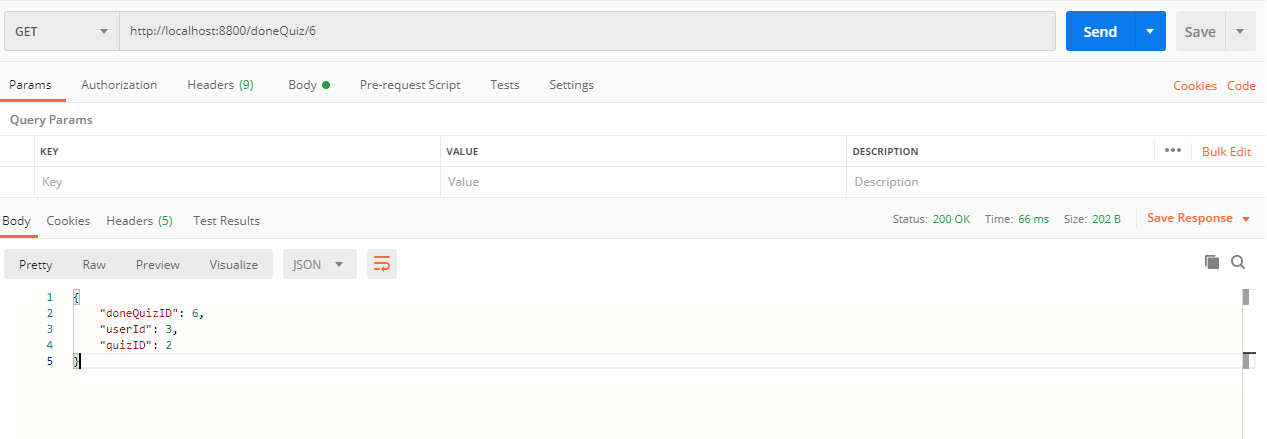 GET http://localhost:8800/doneQuiz/6 Send Save
Params Authorization Headers (9) Body Pre-request Script Tests Settings Cookies Code
Query Params
KEY VALUE DESCRIPTION ••• Bulk Edit
Key Value Description
Body Cookies Headers (5) Test Results Status: 200 OK Time: 66 ms Size: 202 B Save Response
Pretty Raw Preview Visualize JSON
1 {
2 "doneQuizID": 6,
3 "userId": 3,
4 "quizID": 2
5 }